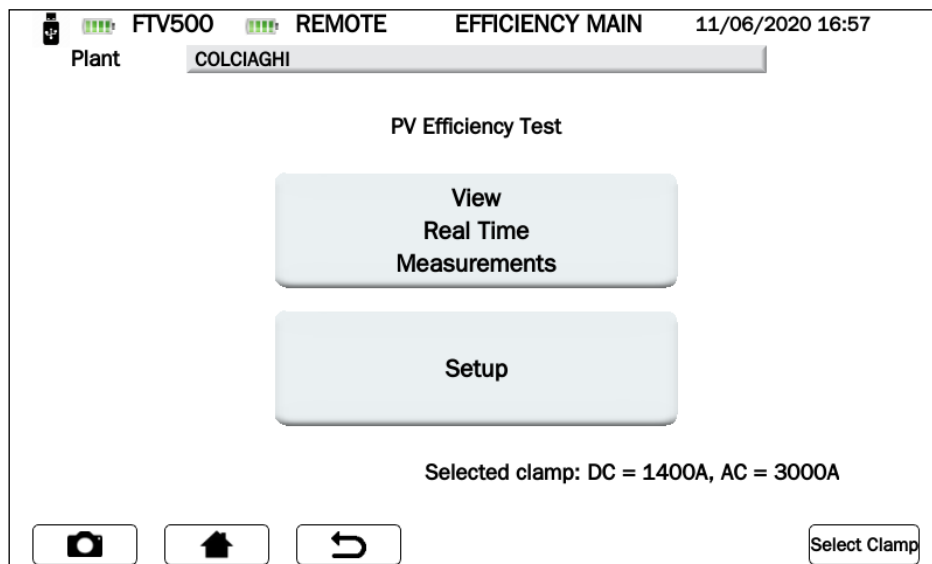 FTV500 REMOTE EFFICIENCY MAIN 11/06/2020 16:57
Plant COLCIAGHI
PV Efficiency Test
View
Real Time
Measurements
Setup
Selected clamp: DC = 1400A, AC = 3000A
Select Clamp